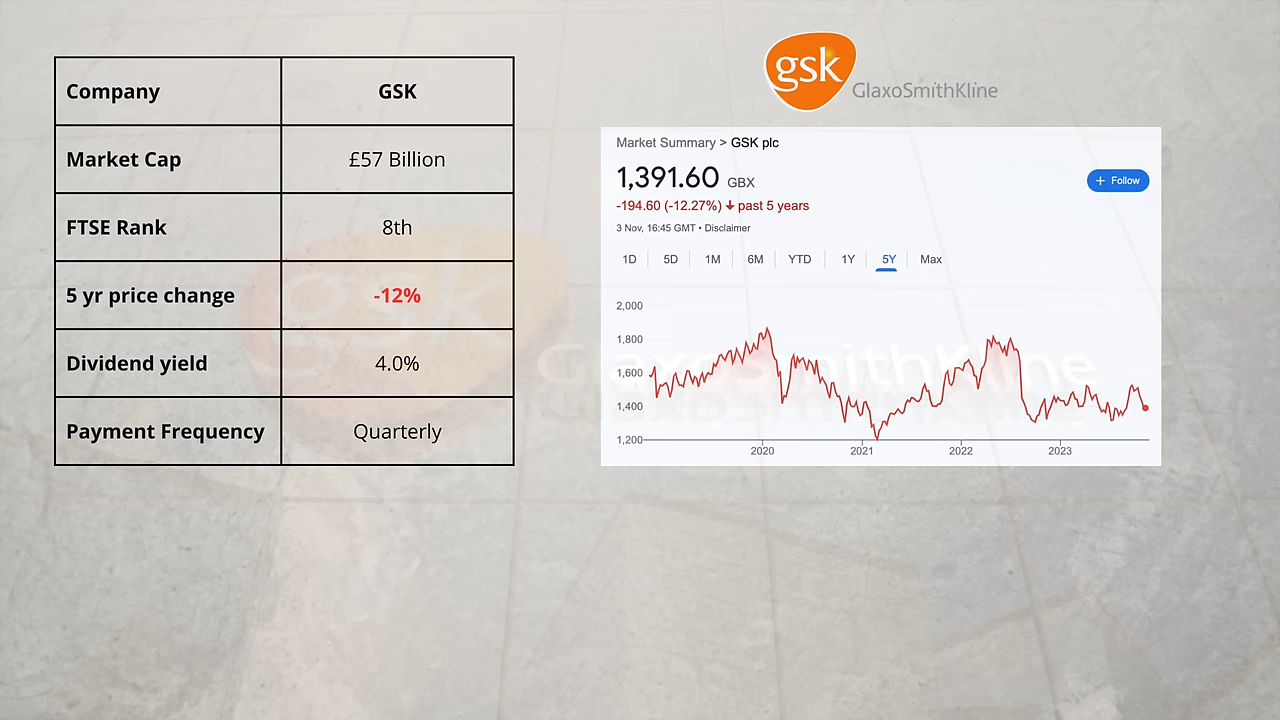 Company GSK
Market Cap £57 Billion
FTSE Rank 8th
5 yr price change -12%
Dividend yield 4.0%
Payment Frequency Quarterly
gsk
GlaxoSmithKline
Market Summary > GSK plc
1,391.60 GBX
+ Follow
-194.60 (-12.27%) ↓ past 5 years
3 Nov, 16:45 GMT • Disclaimer
1D 5D 1M 6M YTD 1Y 5Y Max
2,000
1,800
1,600
1,400
1,200
2020 2021 2022 2023
gsk
GlaxoSmithKline